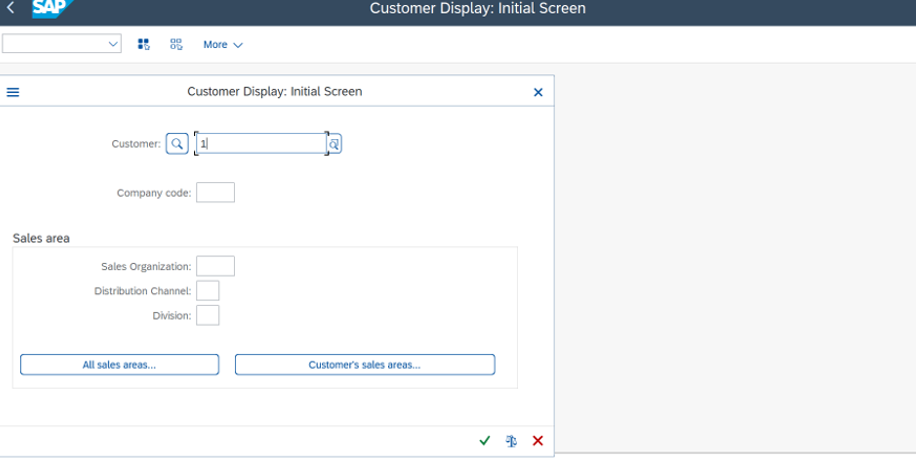 SAP Customer Display: Initial Screen
More
Customer Display: Initial Screen
Customer: 1
Company code:
Sales area
Sales Organization:
Distribution Channel:
Division:
All sales areas... Customer's sales areas...